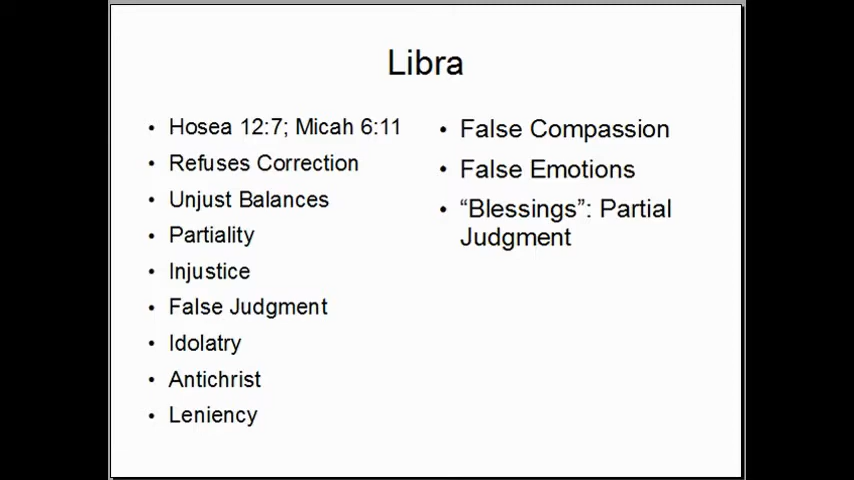 Libra
• Hosea 12:7; Micah 6:11
• Refuses Correction
• Unjust Balances
• Partiality
• Injustice
• False Judgment
• Idolatry
• Antichrist
• Leniency
• False Compassion
• False Emotions
• “Blessings”: Partial
Judgment